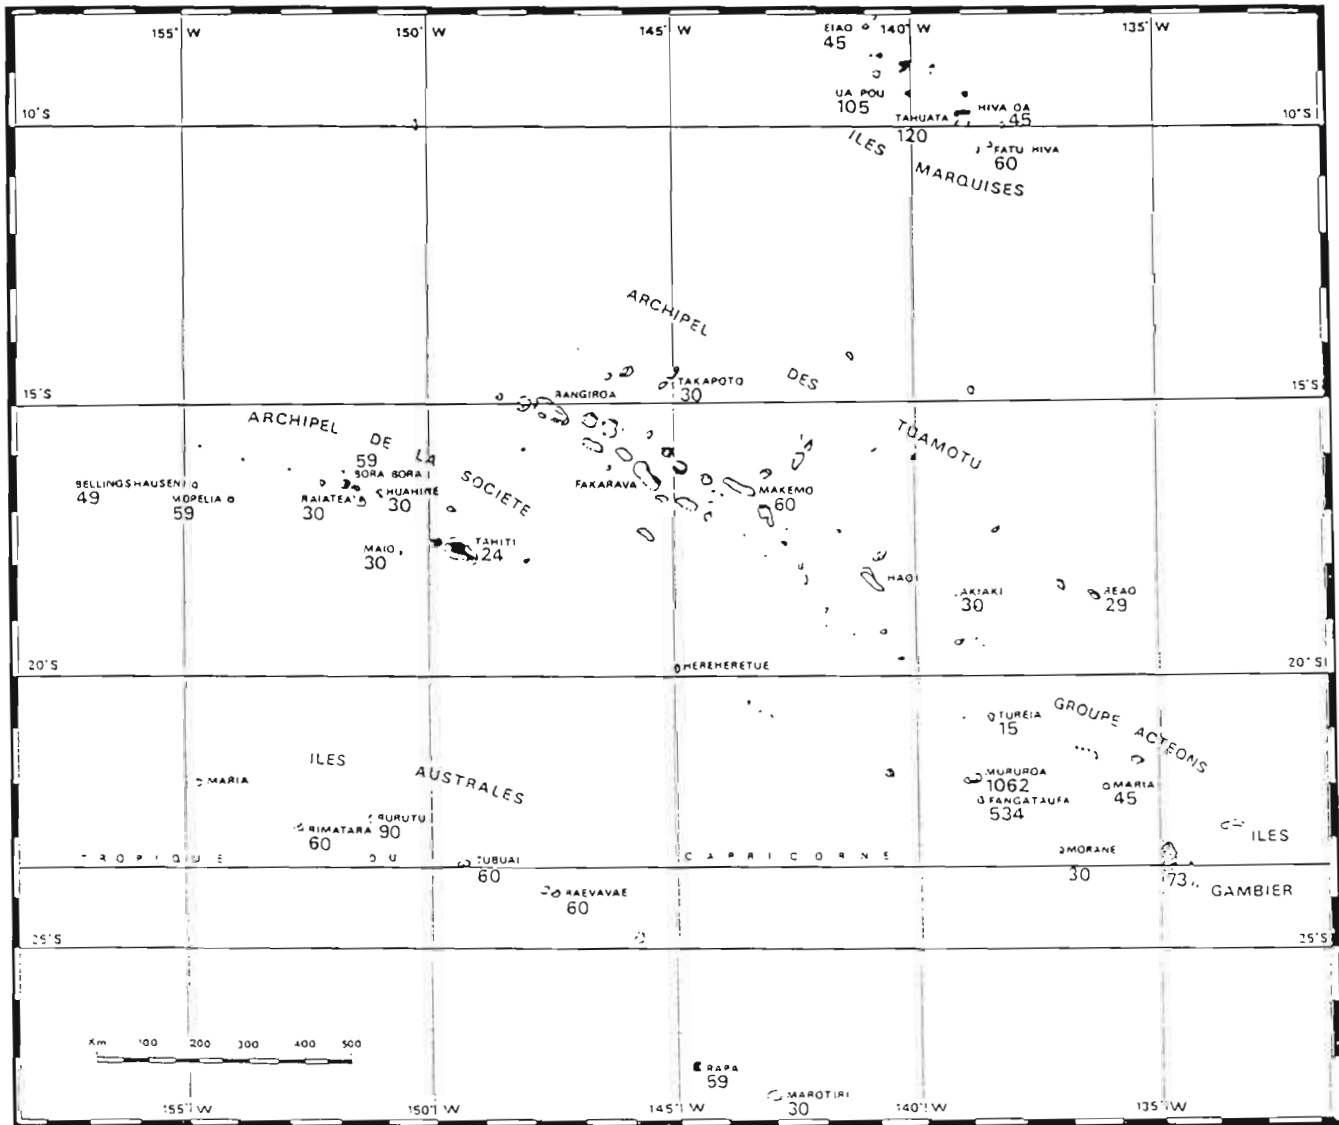 155°W 150°W 145°W 140°W 135°W
EIAO
45
UA POU
105
HIVA OA
45
TAHUATA
120
10°S 10°S
FATU HIVA
60
ILES MARQUISES
ARCHIPEL DES TUAMOTU
TAKAPOTO
30
RANGIROA
15°S 15°S
ARCHIPEL DE LA SOCIETE
59
BORA BORA
BELLINGSHAUSEN
49
MOPELIA
59
RAIATEA
30
HUAHINE
30
FAKARAVA
MAKEMO
60
MAIO
30
TAHITI
24
HAO
AKIAKI
30
REAO
29
HEREHERETUE
20°S 20°S
TUREIA
15
GROUPE ACTEONS
ILES AUSTRALES
MARIA
MURUROA
1062
MARIA
45
FANGATAUFA
534
RURUTU
90
RIMATARA
60
ILES
GAMBIER
73
MORANE
30
TROPIQUE DU CAPRICORNE
TUBUAI
60
RAEVAVAE
60
25°S 25°S
Km 100 200 300 400 500
RAPA
59
MAROTIRI
30
155°W 150°W 145°W 140°W 135°W